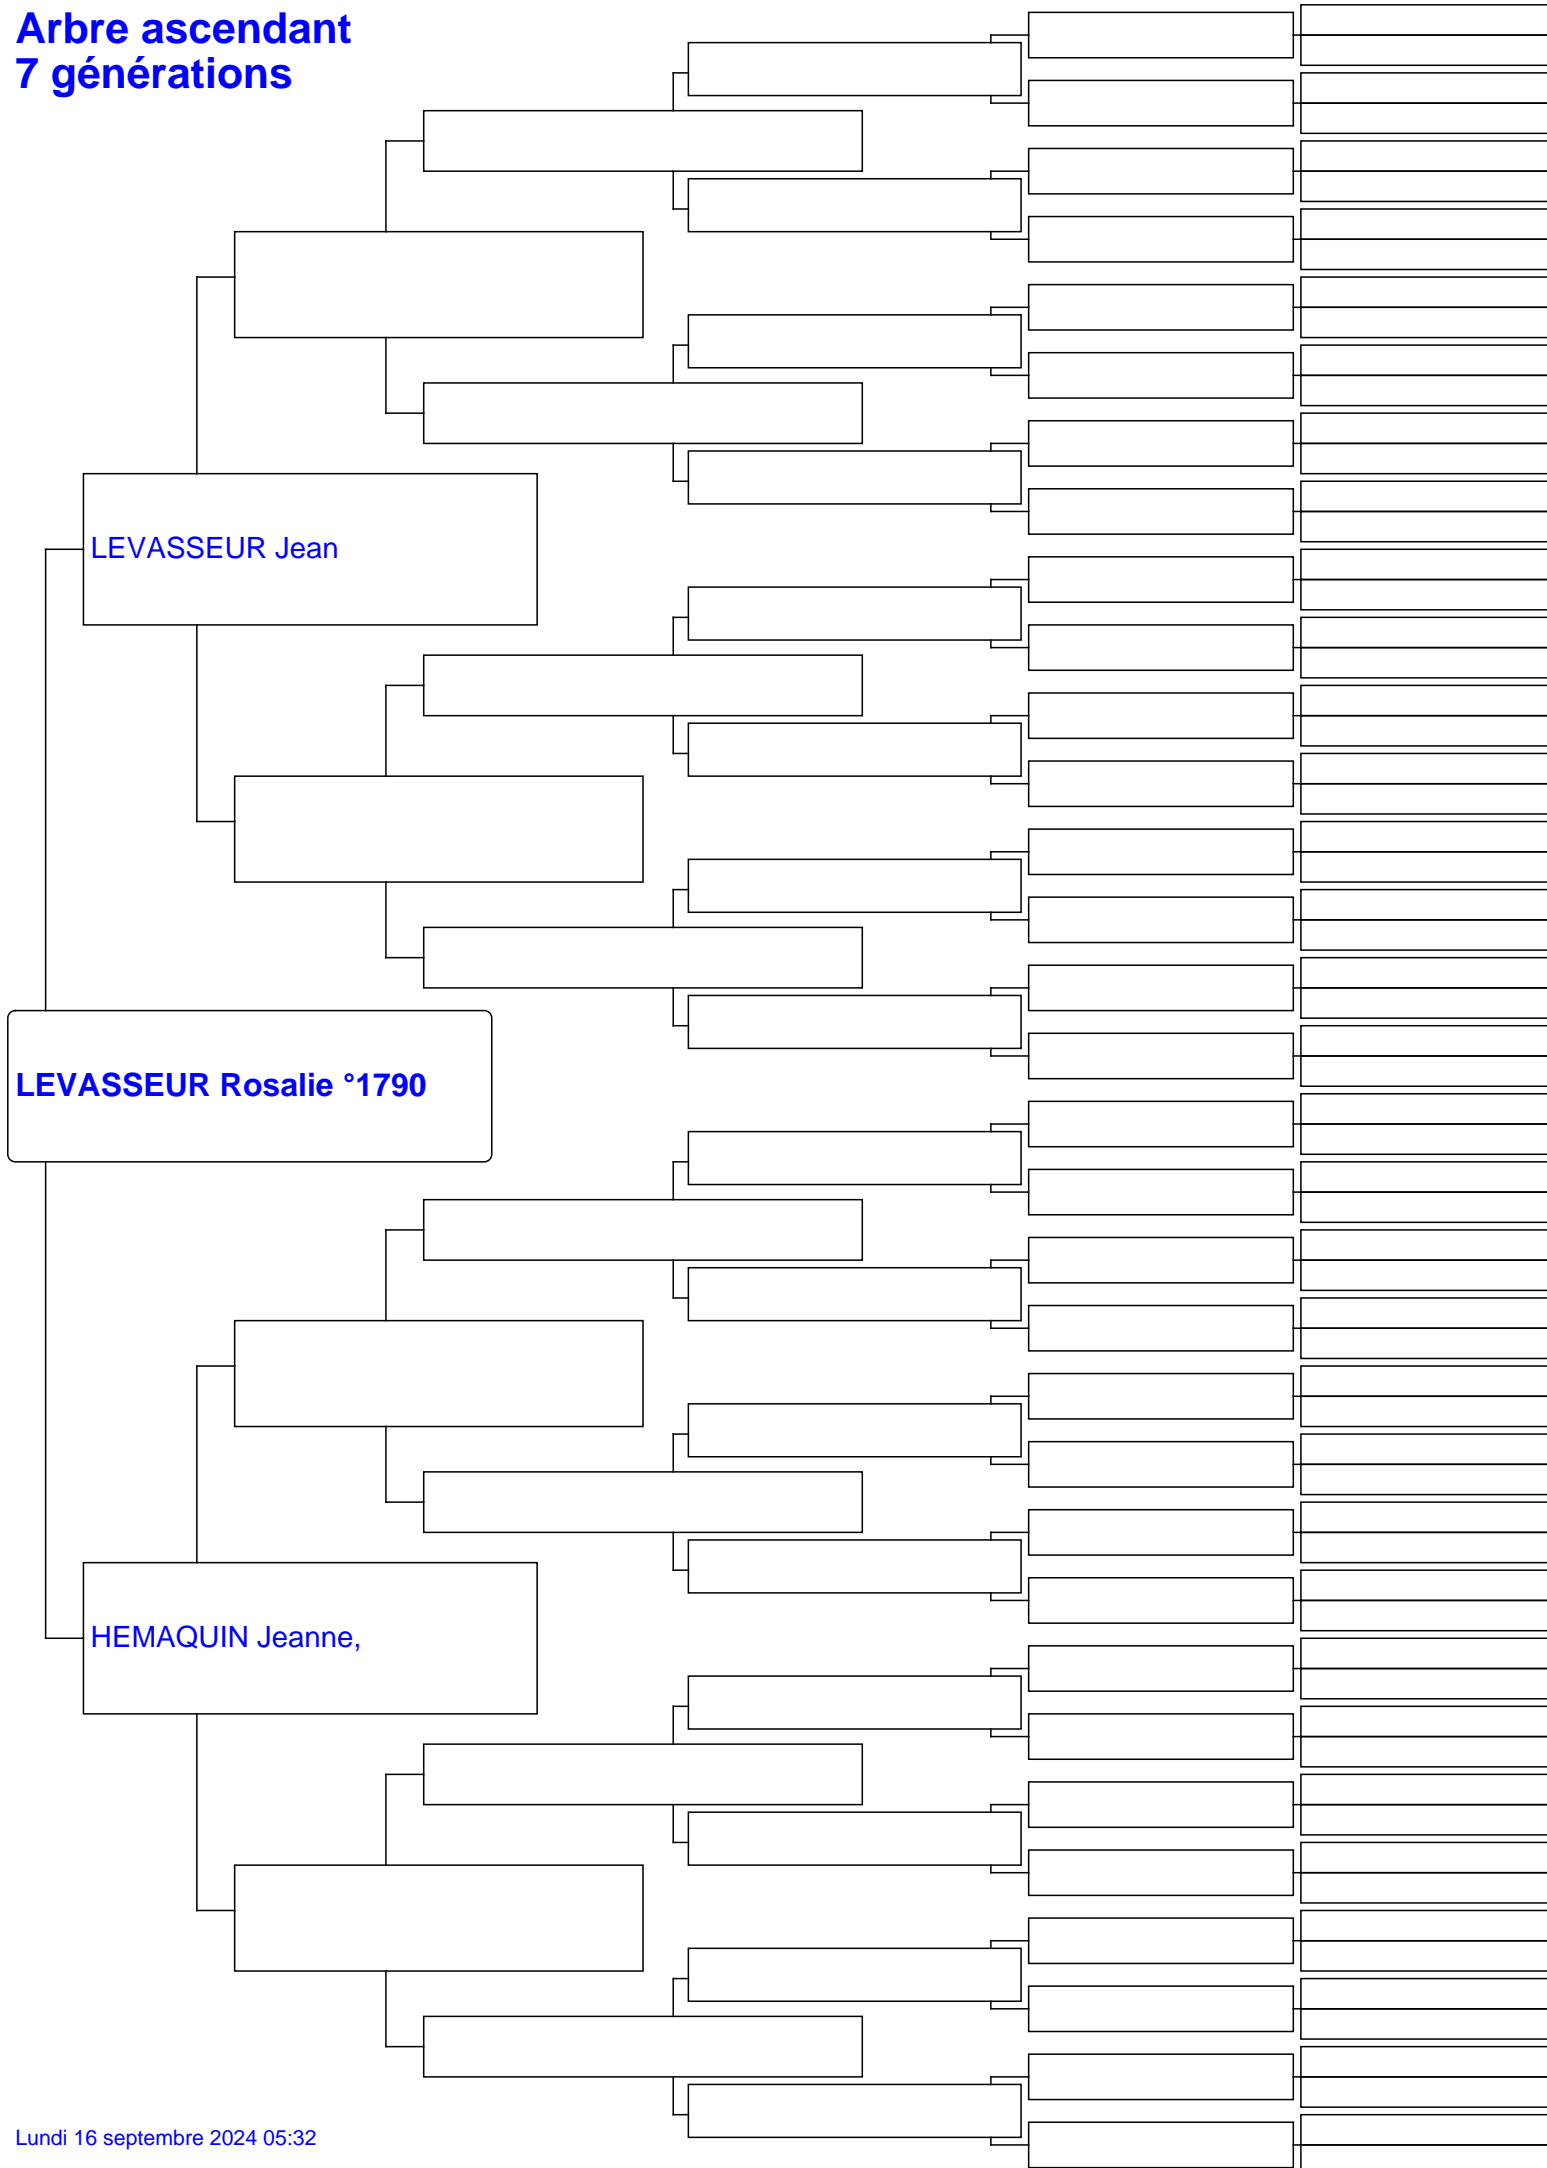 Arbre ascendant
7 générations
LEVASSEUR Jean
LEVASSEUR Rosalie °1790
HEMAQUIN Jeanne,
Lundi 16 septembre 2024 05:32